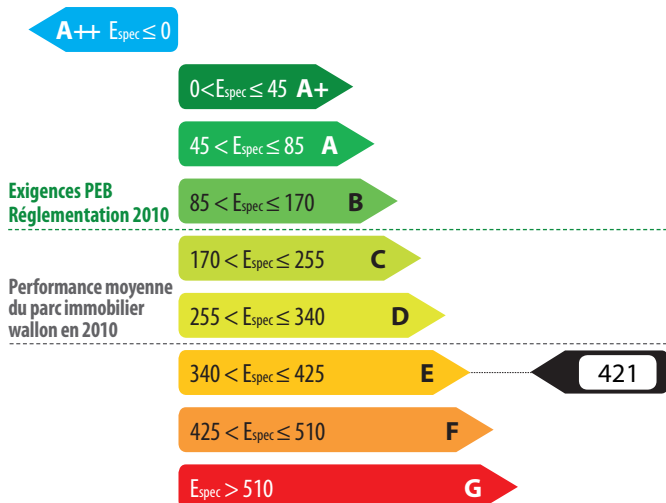 A++ Espec ≤ 0
0<Espec ≤ 45 A+
45 < Espec ≤ 85 A
Exigences PEB
Réglementation 2010
85 < Espec ≤ 170 B
170 < Espec ≤ 255 C
Performance moyenne
du parc immobilier
wallon en 2010
255 < Espec ≤ 340 D
340 < Espec ≤ 425 E 421
425 < Espec ≤ 510 F
Espec > 510 G